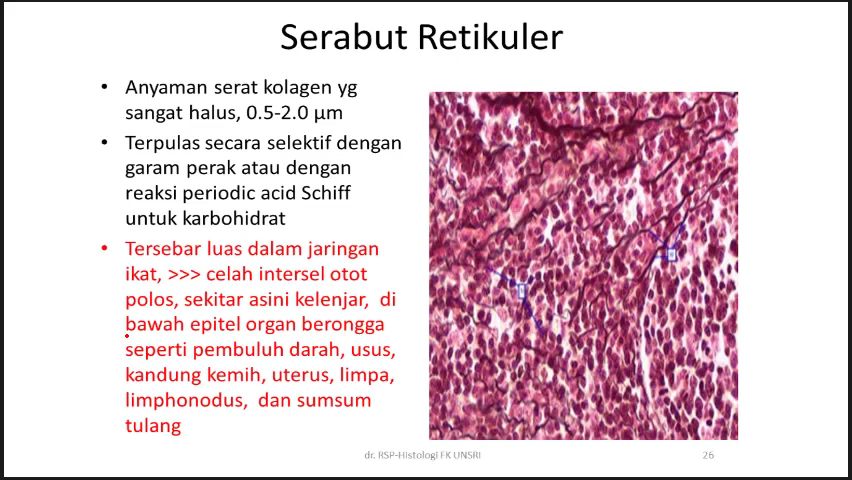 Serabut Retikuler
• Anyaman serat kolagen yg
sangat halus, 0.5-2.0 µm
• Terpulas secara selektif dengan
garam perak atau dengan
reaksi periodic acid Schiff
untuk karbohidrat
• Tersebar luas dalam jaringan
ikat, >>> celah intersel otot
polos, sekitar asini kelenjar, di
bawah epitel organ berongga
seperti pembuluh darah, usus,
kandung kemih, uterus, limpa,
limphonodus, dan sumsum
tulang
dr. RSP-Histologi FK UNSRI
26